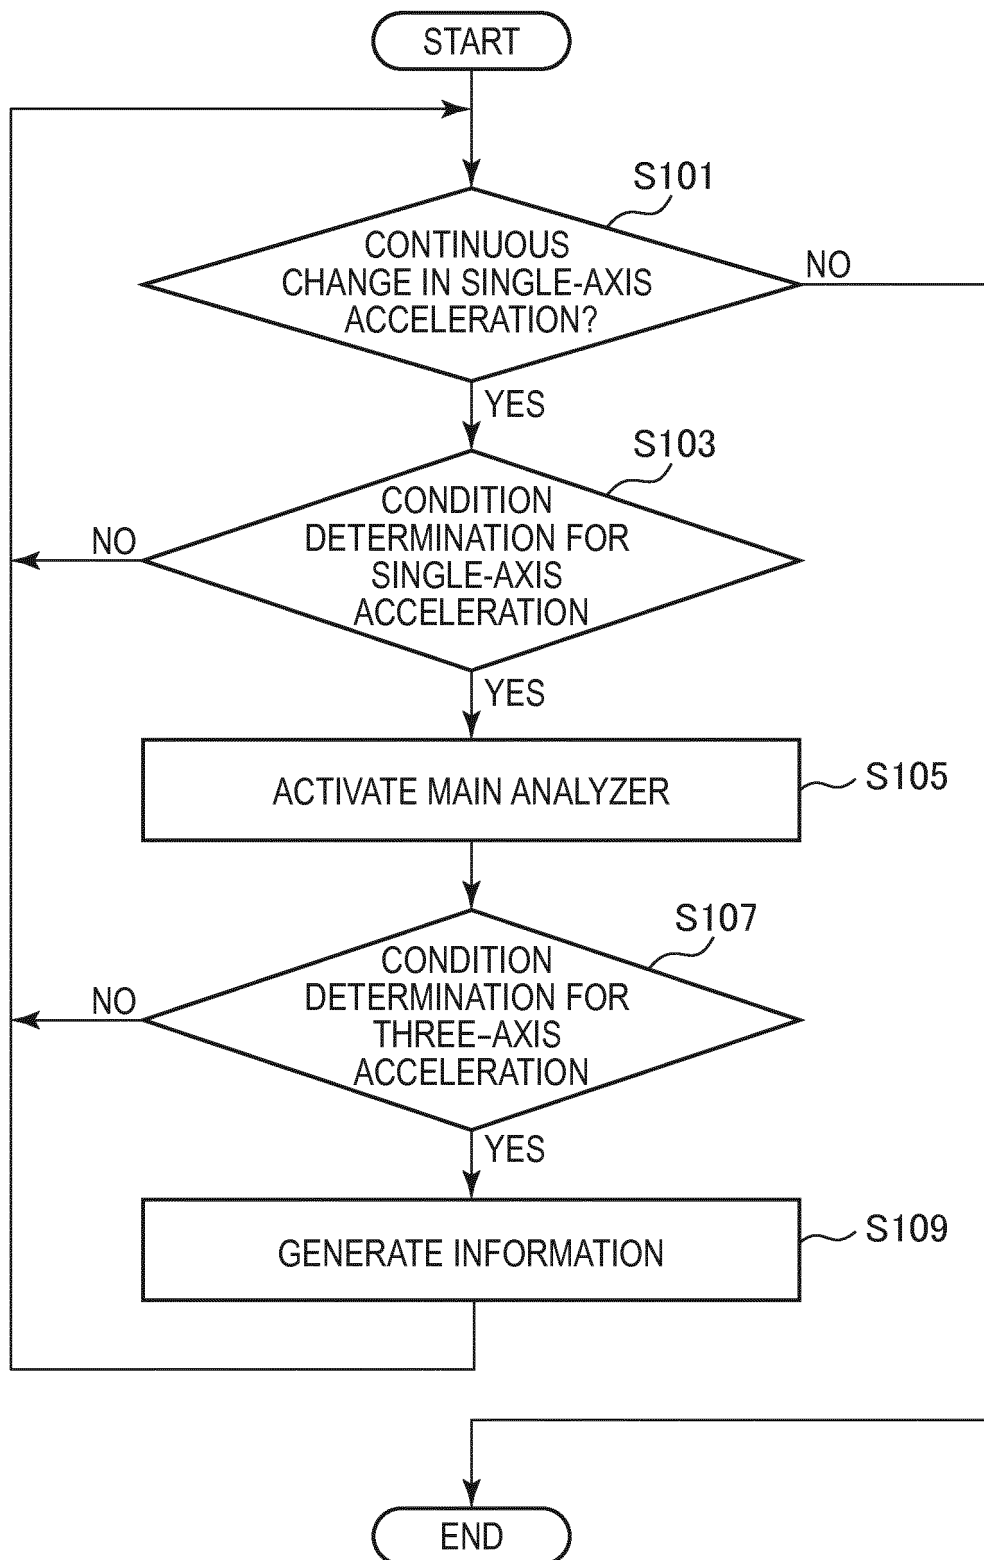 START
S101
CONTINUOUS
CHANGE IN SINGLE-AXIS
ACCELERATION?
NO
YES
S103
CONDITION
DETERMINATION FOR
SINGLE-AXIS
ACCELERATION
NO
YES
ACTIVATE MAIN ANALYZER
S105
S107
CONDITION
DETERMINATION FOR
THREE-AXIS
ACCELERATION
NO
YES
GENERATE INFORMATION
S109
END